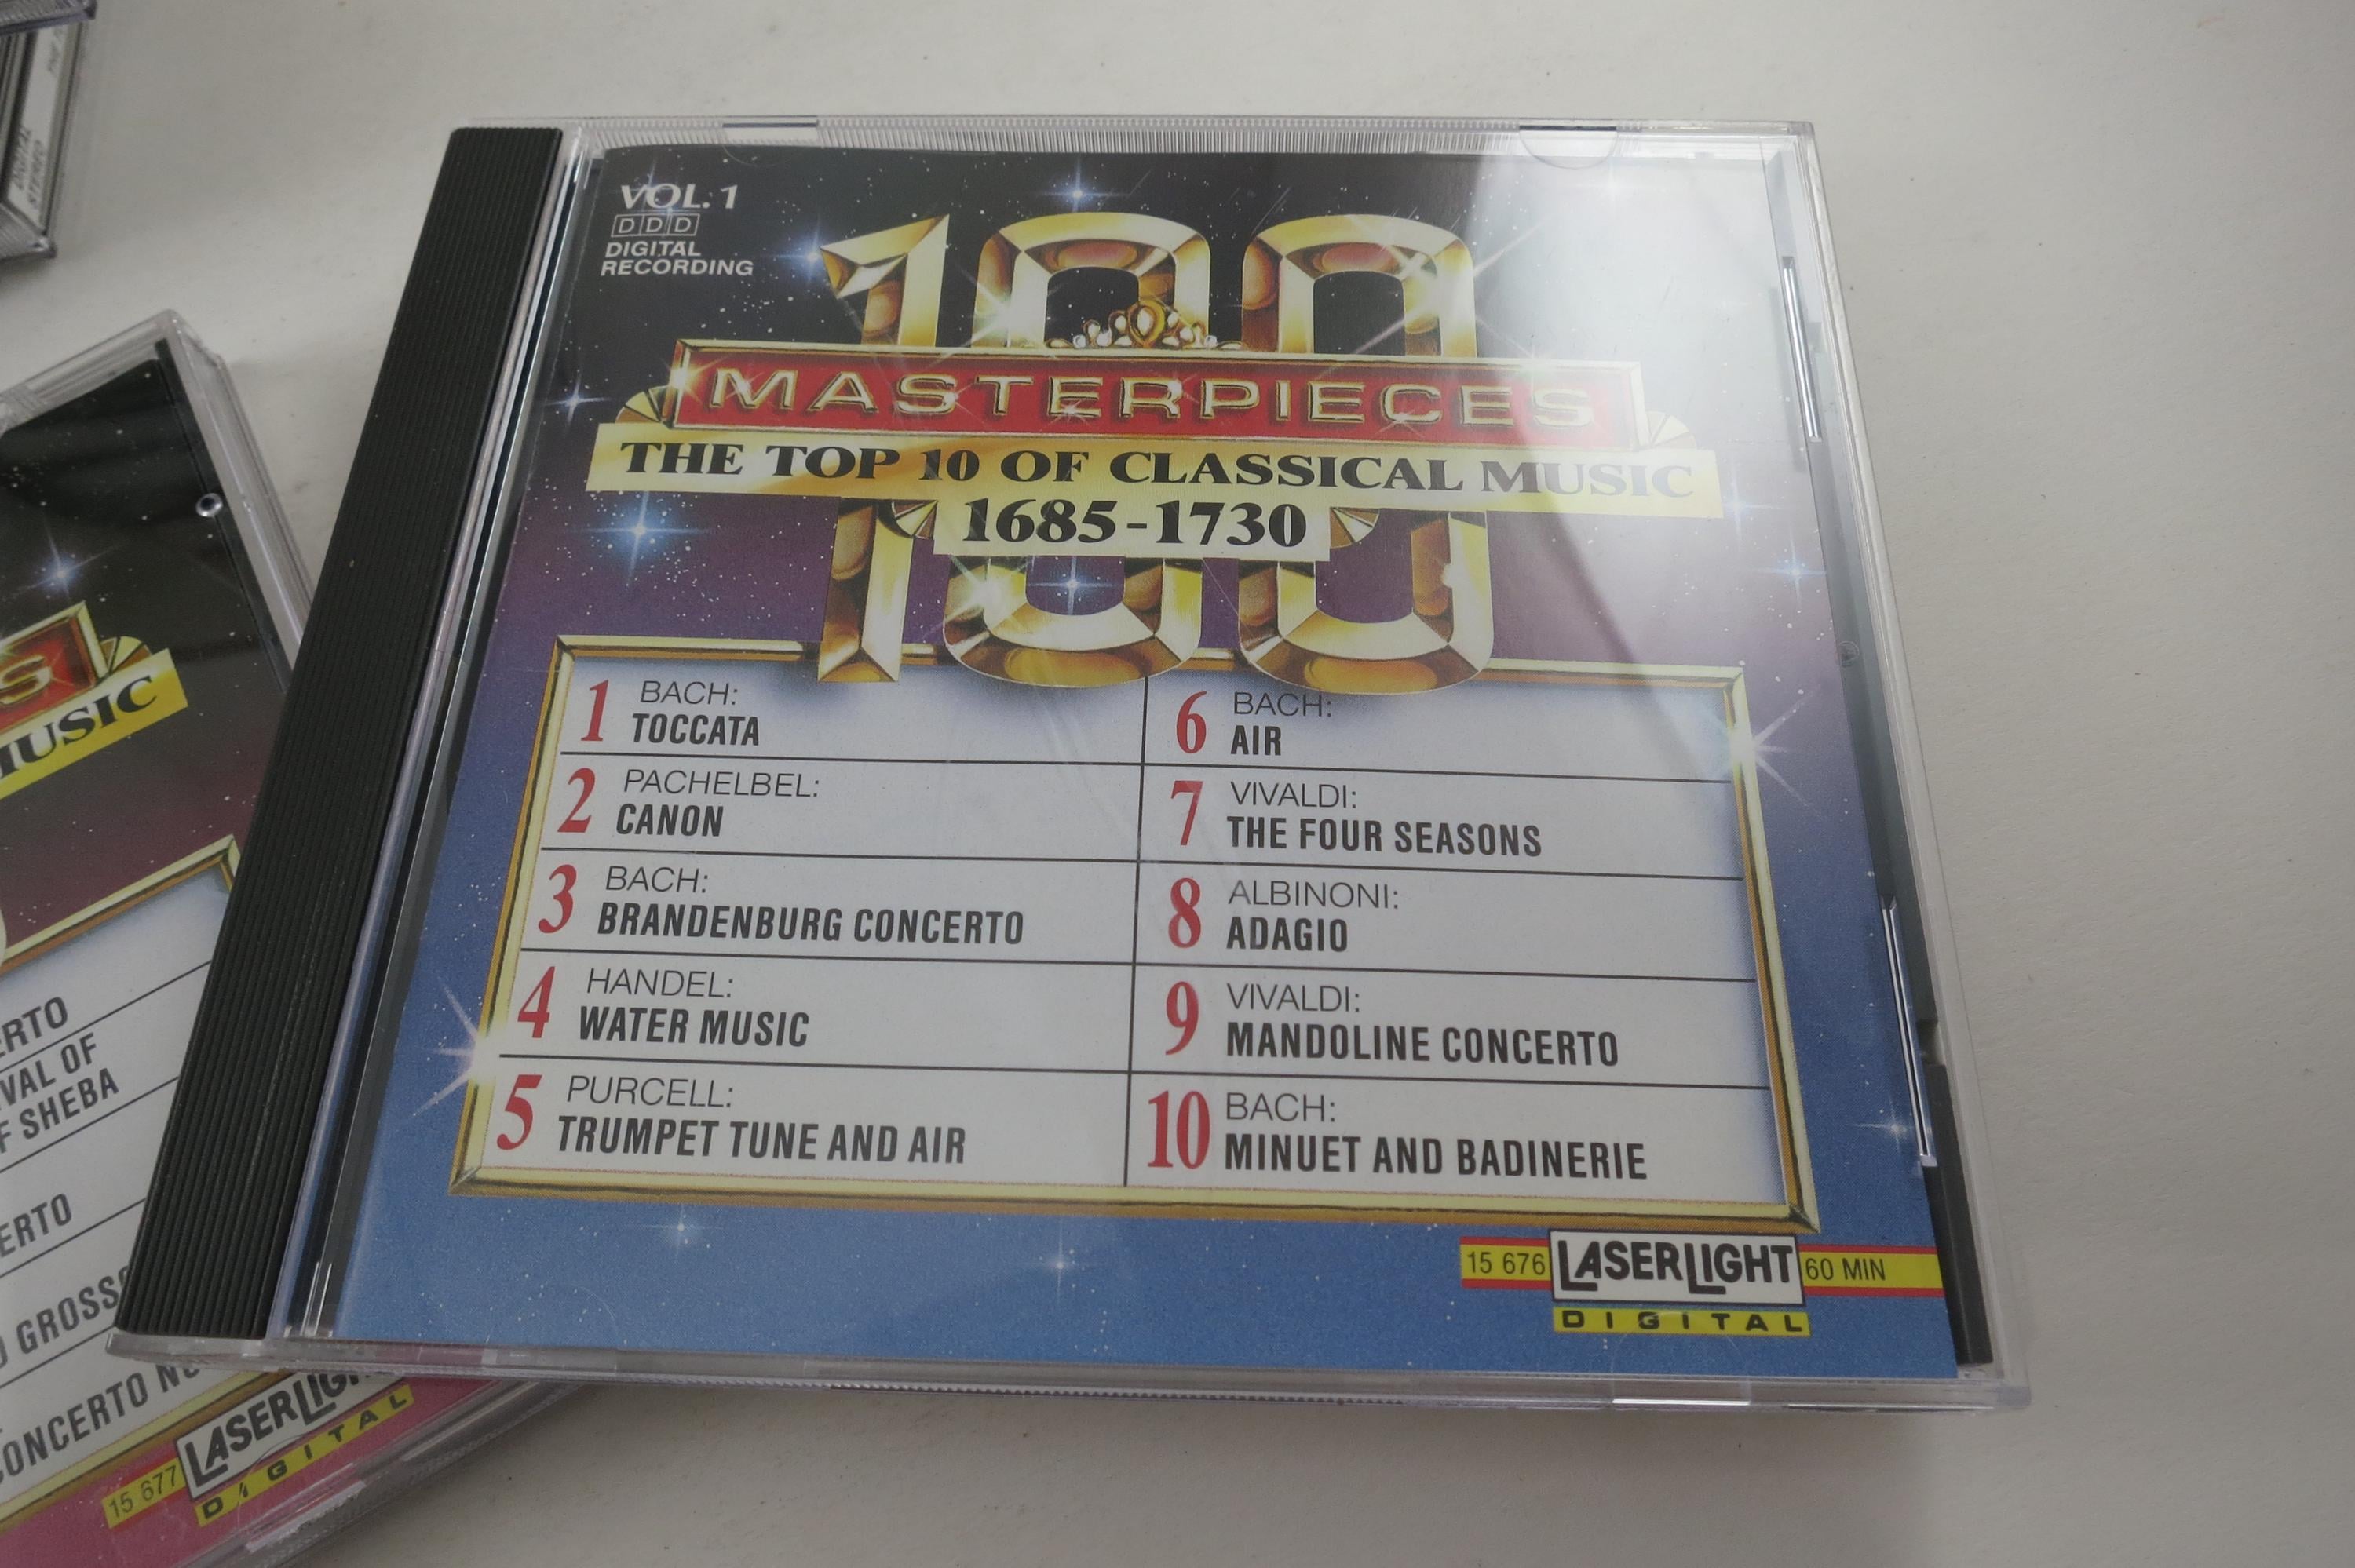 VOL. 1
DDD
DIGITAL
RECORDING
100
MASTERPIECES
THE TOP 10 OF CLASSICAL MUSIC
1685-1730
1 BACH:
TOCCATA
2 PACHELBEL:
CANON
3 BACH:
BRANDENBURG CONCERTO
4 HANDEL:
WATER MUSIC
5 PURCELL:
TRUMPET TUNE AND AIR
6 BACH:
AIR
7 VIVALDI:
THE FOUR SEASONS
8 ALBINONI:
ADAGIO
9 VIVALDI:
MANDOLINE CONCERTO
10 BACH:
MINUET AND BADINERIE
15 676 LASERLIGHT 60 MIN
DIGITAL
DIGITAL
STEREO
S
MUSIC
ERTO
VAL OF
F SHEBA
ERTO
GROSSO
CONCERTO
15 677 LASERLIGHT
DIGITAL